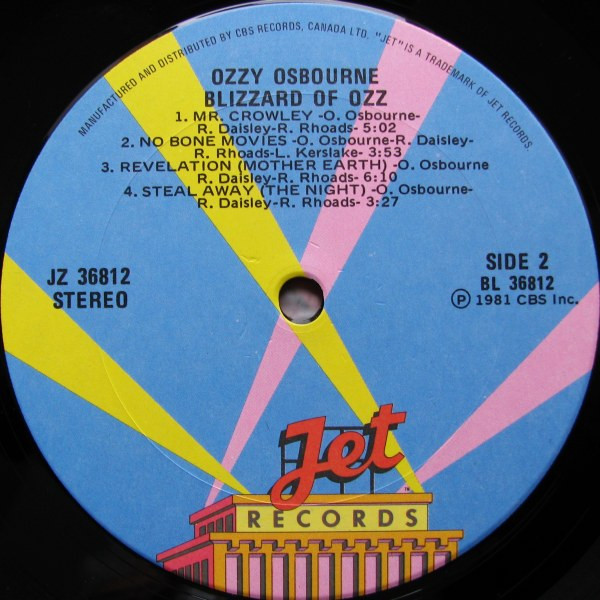 MANUFACTURED AND DISTRIBUTED BY CBS RECORDS, CANADA LTD. "JET" IS A TRADEMARK OF JET RECORDS.
OZZY OSBOURNE
BLIZZARD OF OZZ
1. MR. CROWLEY -O. Osbourne-
R. Daisley-R. Rhoads- 5:02
2. NO BONE MOVIES -O. Osbourne-R. Daisley-
R. Rhoads-L. Kerslake- 3:53
3. REVELATION (MOTHER EARTH) -O. Osbourne
R. Daisley-R. Rhoads- 6:10
4. STEAL AWAY (THE NIGHT) -O. Osbourne-
R. Daisley-R. Rhoads- 3:27
JZ 36812
STEREO
SIDE 2
BL 36812
℗ 1981 CBS Inc.
Jet
RECORDS
TM